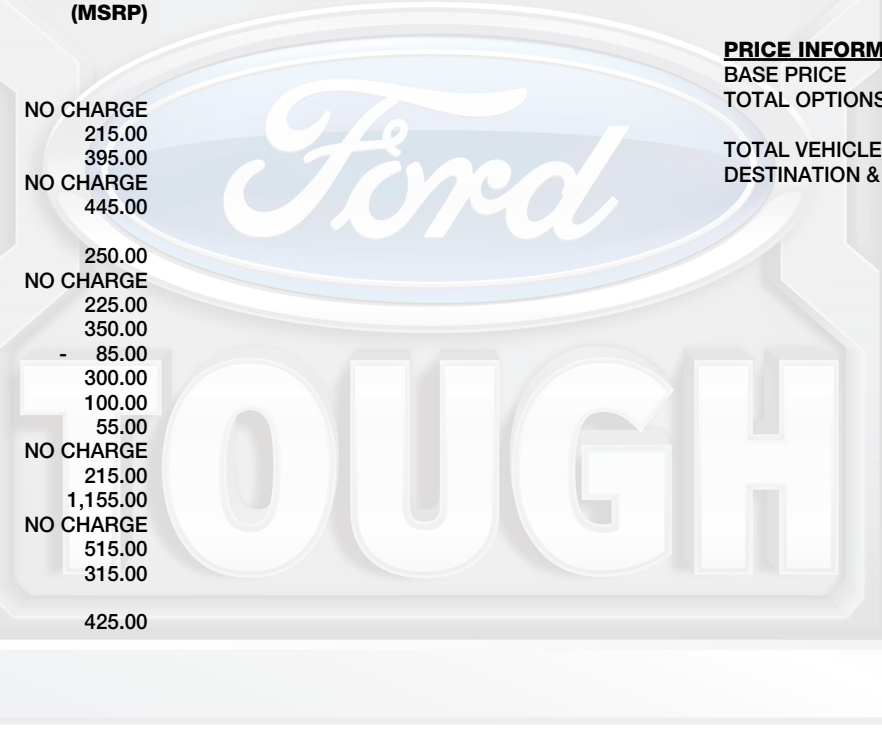 (MSRP)
NO CHARGE
215.00
395.00
NO CHARGE
445.00
250.00
NO CHARGE
225.00
350.00
- 85.00
300.00
100.00
55.00
NO CHARGE
215.00
1,155.00
NO CHARGE
515.00
315.00
425.00
PRICE INFORM
BASE PRICE
TOTAL OPTIONS
TOTAL VEHICLE
DESTINATION &
Ford
TOUGH